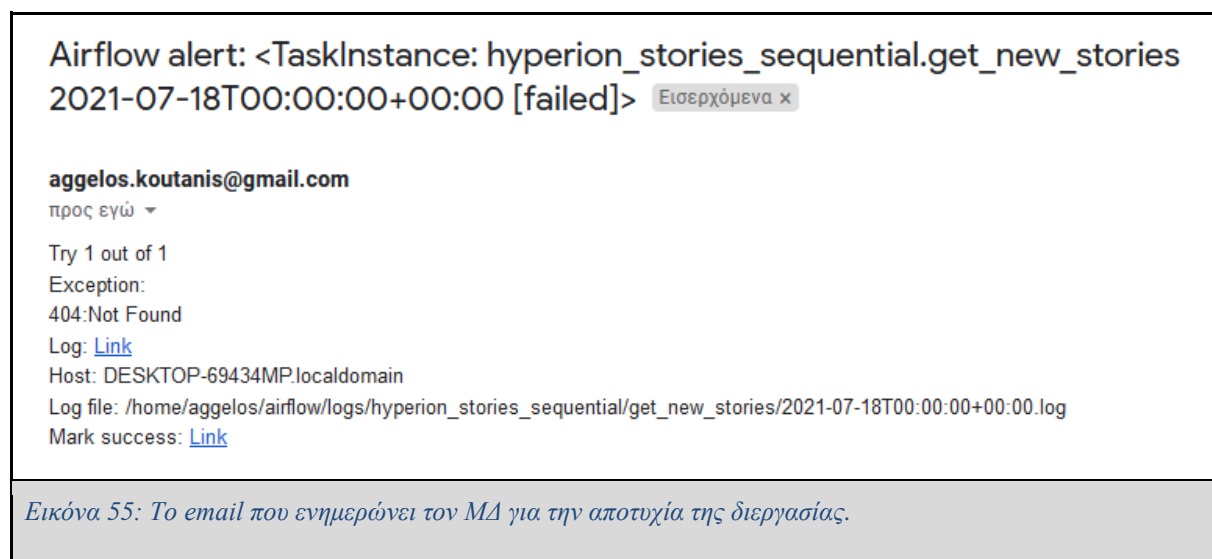 Airflow alert: <TaskInstance: hyperion_stories_sequential.get_new_stories
2021-07-18T00:00:00+00:00 [failed]> Εισερχόμενα ×
aggelos.koutanis@gmail.com
προς εγώ
Try 1 out of 1
Exception:
404:Not Found
Log: Link
Host: DESKTOP-69434MP.localdomain
Log file: /home/aggelos/airflow/logs/hyperion_stories_sequential/get_new_stories/2021-07-18T00:00:00+00:00.log
Mark success: Link
Εικόνα 55: Το email που ενημερώνει τον ΜΔ για την αποτυχία της διεργασίας.